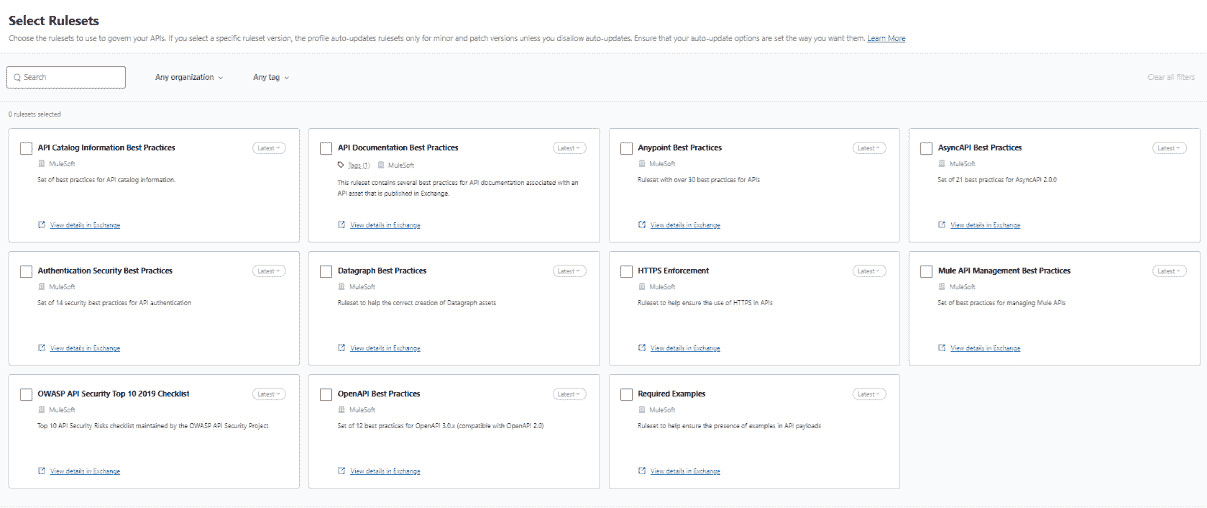 Select Rulesets
Choose the rulesets to use to govern your APIs. If you select a specific ruleset version, the profile auto-updates rulesets only for minor and patch versions unless you disallow auto-updates. Ensure that your auto-update options are set the way you want them. Learn More
Search
Any organization
Any tag
Clear all filters
0 rulesets selected
API Catalog Information Best Practices
Latest
MuleSoft
Set of best practices for API catalog information.
View details in Exchange
API Documentation Best Practices
Latest
Tags (1) MuleSoft
This ruleset contains several best practices for API documentation associated with an
API asset that is published in Exchange.
View details in Exchange
Anypoint Best Practices
Latest
MuleSoft
Ruleset with over 30 best practices for APIs
View details in Exchange
AsyncAPI Best Practices
Latest
MuleSoft
Set of 21 best practices for AsyncAPI 2.0.0
View details in Exchange
Authentication Security Best Practices
Latest
MuleSoft
Set of 14 security best practices for API authentication
View details in Exchange
Datagraph Best Practices
Latest
MuleSoft
Ruleset to help the correct creation of Datagraph assets
View details in Exchange
HTTPS Enforcement
Latest
MuleSoft
Ruleset to help ensure the use of HTTPS in APIs
View details in Exchange
Mule API Management Best Practices
Latest
MuleSoft
Set of best practices for managing Mule APIs
View details in Exchange
OWASP API Security Top 10 2019 Checklist
Latest
MuleSoft
Top 10 API Security Risks checklist maintained by the OWASP API Security Project
View details in Exchange
OpenAPI Best Practices
Latest
MuleSoft
Set of 12 best practices for OpenAPI 3.0.x (compatible with OpenAPI 2.0)
View details in Exchange
Required Examples
Latest
MuleSoft
Ruleset to help ensure the presence of examples in API payloads
View details in Exchange